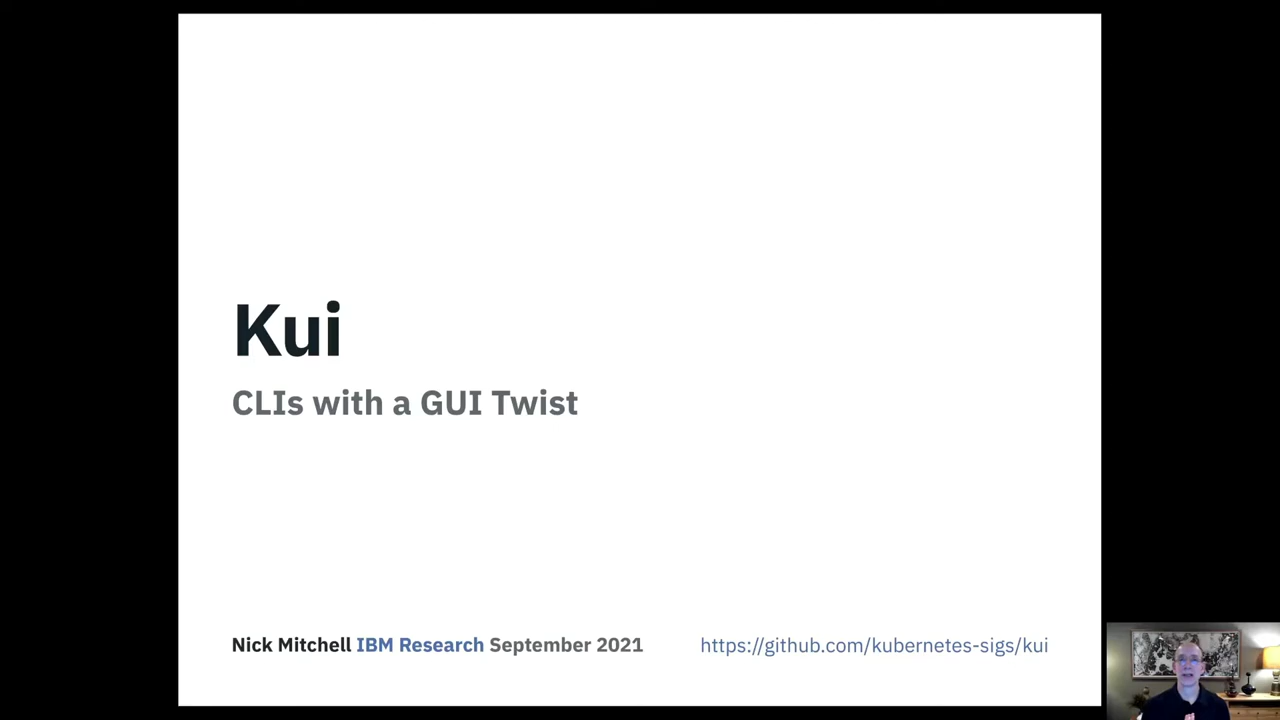 Kui
CLIs with a GUI Twist
Nick Mitchell IBM Research September 2021
https://github.com/kubernetes-sigs/kui